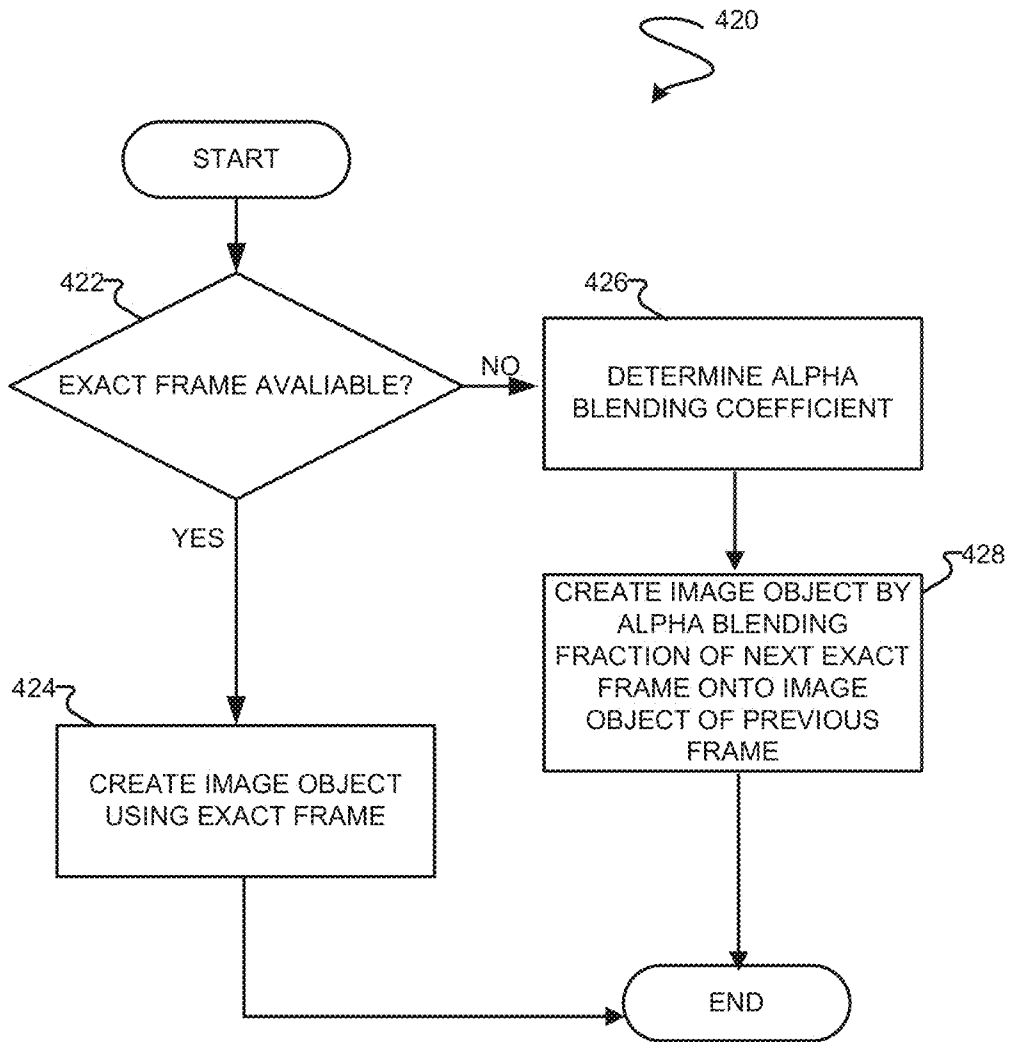 420
START
422
EXACT FRAME AVALIABLE?
NO
YES
426
DETERMINE ALPHA
BLENDING COEFFICIENT
428
CREATE IMAGE OBJECT BY
ALPHA BLENDING
FRACTION OF NEXT EXACT
FRAME ONTO IMAGE
OBJECT OF PREVIOUS
FRAME
424
CREATE IMAGE OBJECT
USING EXACT FRAME
END